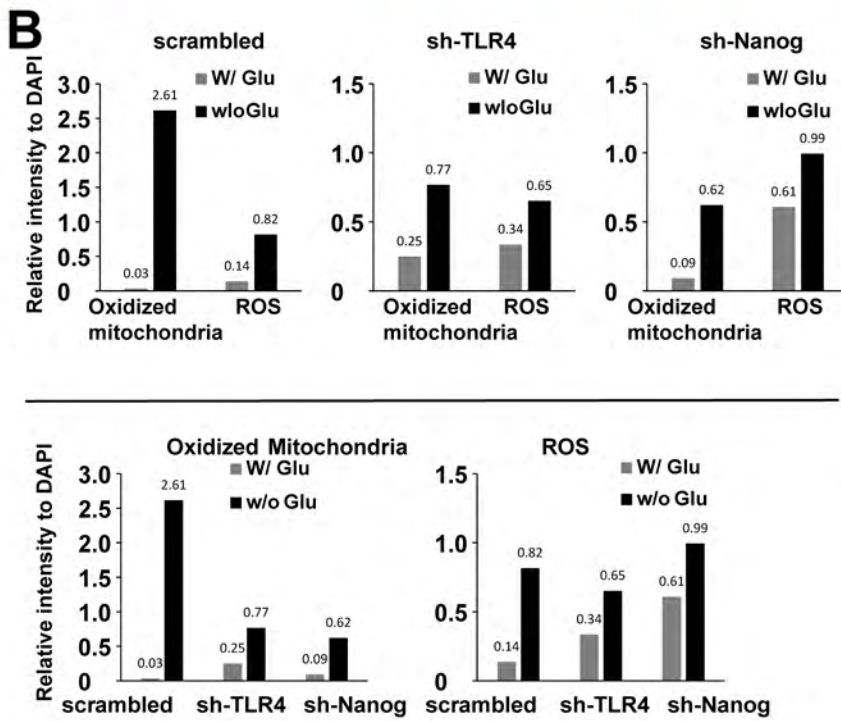 B
scrambled
sh-TLR4
sh-Nanog
Relative intensity to DAPI
3.0
2.5
2.0
1.5
1.0
0.5
0
W/ Glu
wloGlu
2.61
0.82
0.03
0.14
Oxidized
mitochondria
ROS
1.5
1.0
0.5
0
W/ Glu
wloGlu
0.77
0.65
0.25
0.34
Oxidized
mitochondria
ROS
1.5
1.0
0.5
0
W/ Glu
wloGlu
0.99
0.62
0.61
0.09
Oxidized
mitochondria
ROS
Oxidized Mitochondria
Relative intensity to DAPI
3.0
2.5
2.0
1.5
1.0
0.5
0
W/ Glu
w/o Glu
2.61
0.77
0.62
0.03
0.25
0.09
scrambled sh-TLR4 sh-Nanog
ROS
1.5
1.0
0.5
0
W/ Glu
w/o Glu
0.82
0.65
0.99
0.14
0.34
0.61
scrambled sh-TLR4 sh-Nanog